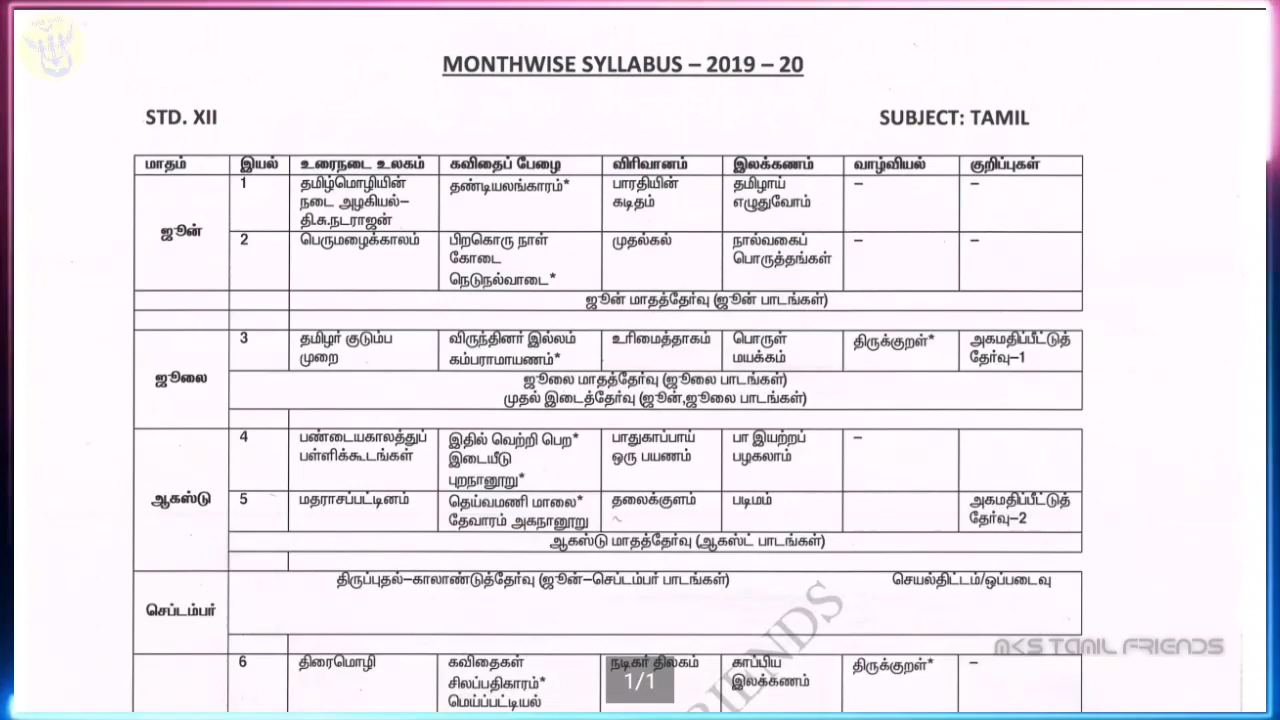 MONTHWISE SYLLABUS – 2019 – 20
STD. XII SUBJECT: TAMIL
மாதம் இயல் உரைநடை உலகம் கவிதைப் பேழை விரிவானம் இலக்கணம் வாழ்வியல் குறிப்புகள்
ஜூன்
1 தமிழ்மொழியின் தண்டியலங்காரம்* பாரதியின் தமிழாய் – –
நடை அழகியல்– கடிதம் எழுதுவோம்
தி.சு.நடராஜன்
2 பெருமழைக்காலம் பிறகொரு நாள் முதல்கல் நால்வகைப் – –
கோடை பொருத்தங்கள்
நெடுநல்வாடை*
ஜூன் மாதத்தேர்வு (ஜூன் பாடங்கள்)
ஜூலை
3 தமிழர் குடும்ப விருந்தினர் இல்லம் உரிமைத்தாகம் பொருள் திருக்குறள்* அகமதிப்பீட்டுத்
முறை கம்பராமாயணம்* மயக்கம் தேர்வு–1
ஜூலை மாதத்தேர்வு (ஜூலை பாடங்கள்)
முதல் இடைத்தேர்வு (ஜூன்,ஜூலை பாடங்கள்)
ஆகஸ்டு
4 பண்டையகாலத்துப் இதில் வெற்றி பெற* பாதுகாப்பாய் பா இயற்றப் –
பள்ளிக்கூடங்கள் இடையீடு ஒரு பயணம் பழகலாம்
புறநானூறு*
5 மதராசப்பட்டினம் தெய்வமணி மாலை* தலைக்குளம் படிமம் அகமதிப்பீட்டுத்
தேவாரம் அகநானூறு தேர்வு–2
ஆகஸ்டு மாதத்தேர்வு (ஆகஸ்ட் பாடங்கள்)
செப்டம்பர்
திருப்புதல்–காலாண்டுத்தேர்வு (ஜூன்–செப்டம்பர் பாடங்கள்) செயல்திட்டம்/ஒப்படைவு
6 திரைமொழி கவிதைகள் நடிகர் திலகம் காப்பிய திருக்குறள்* –
சிலப்பதிகாரம்* இலக்கணம்
மெய்ப்பட்டியல்
1/1
MKS TAMIL FRIENDS
FRIENDS